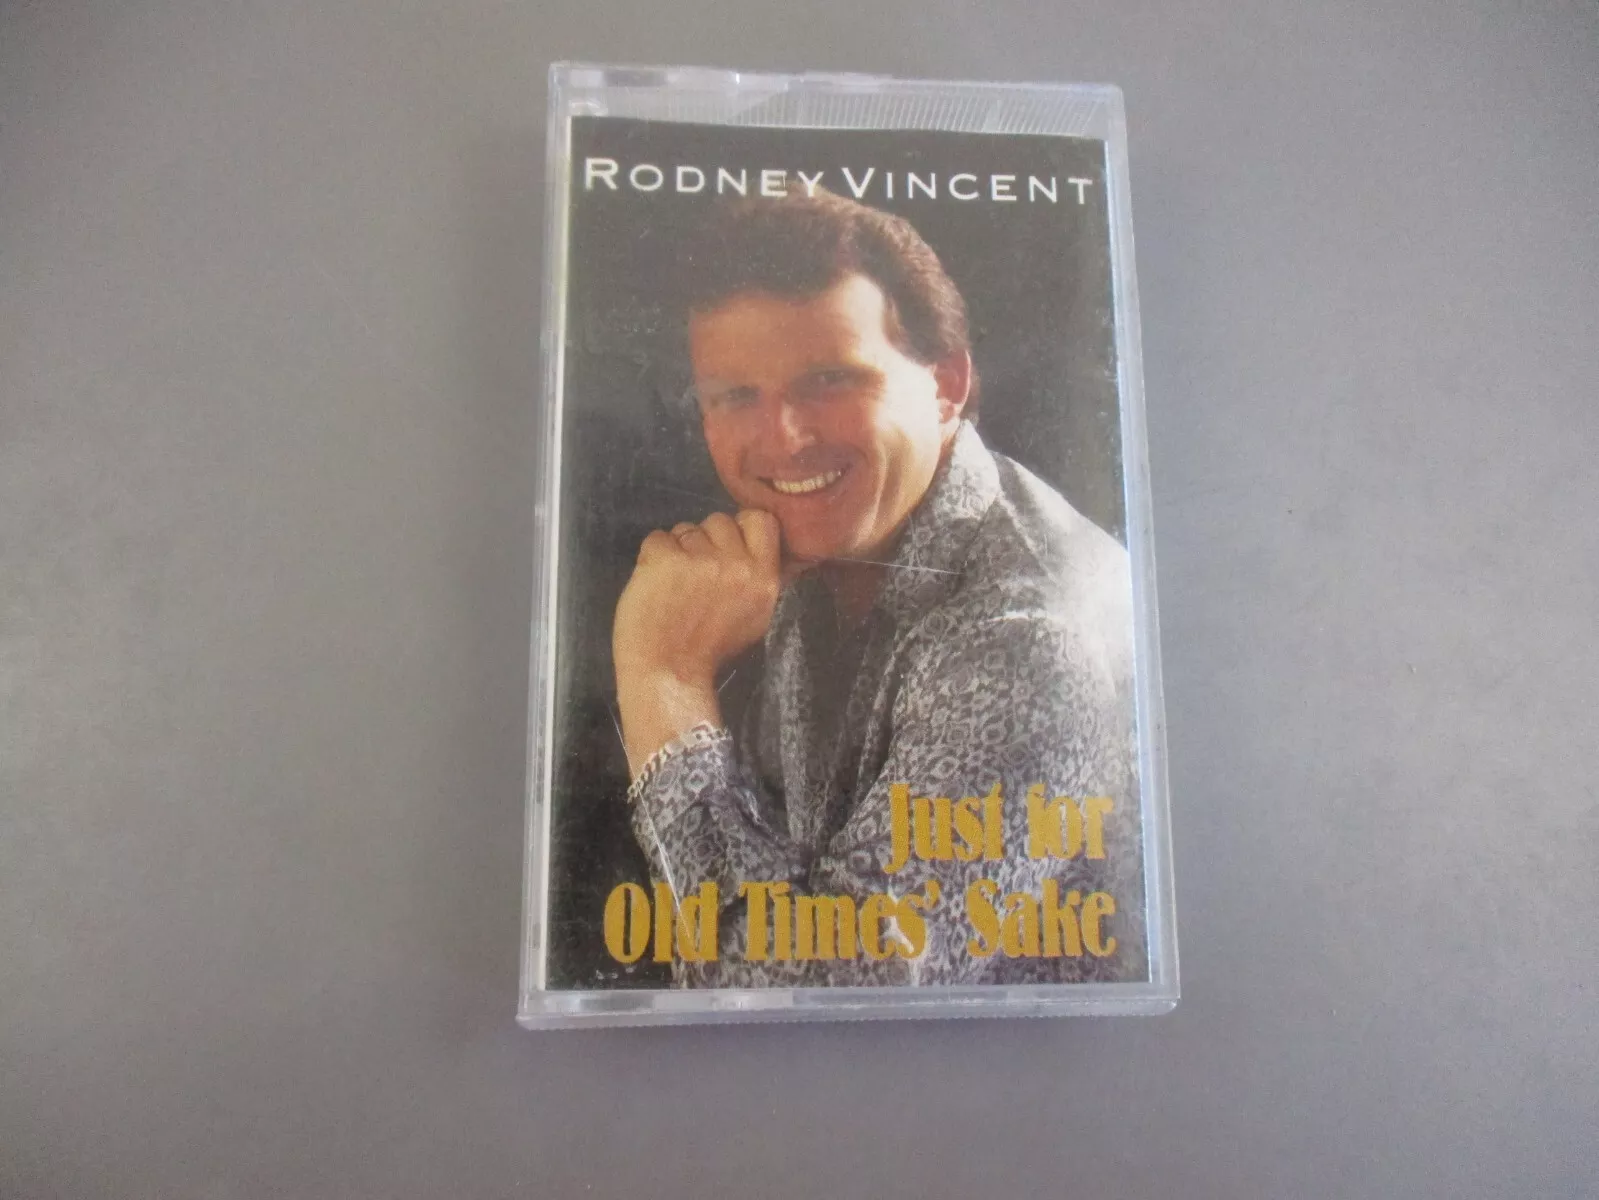 RODNEY VINCENT
Just for
Old Times' Sake